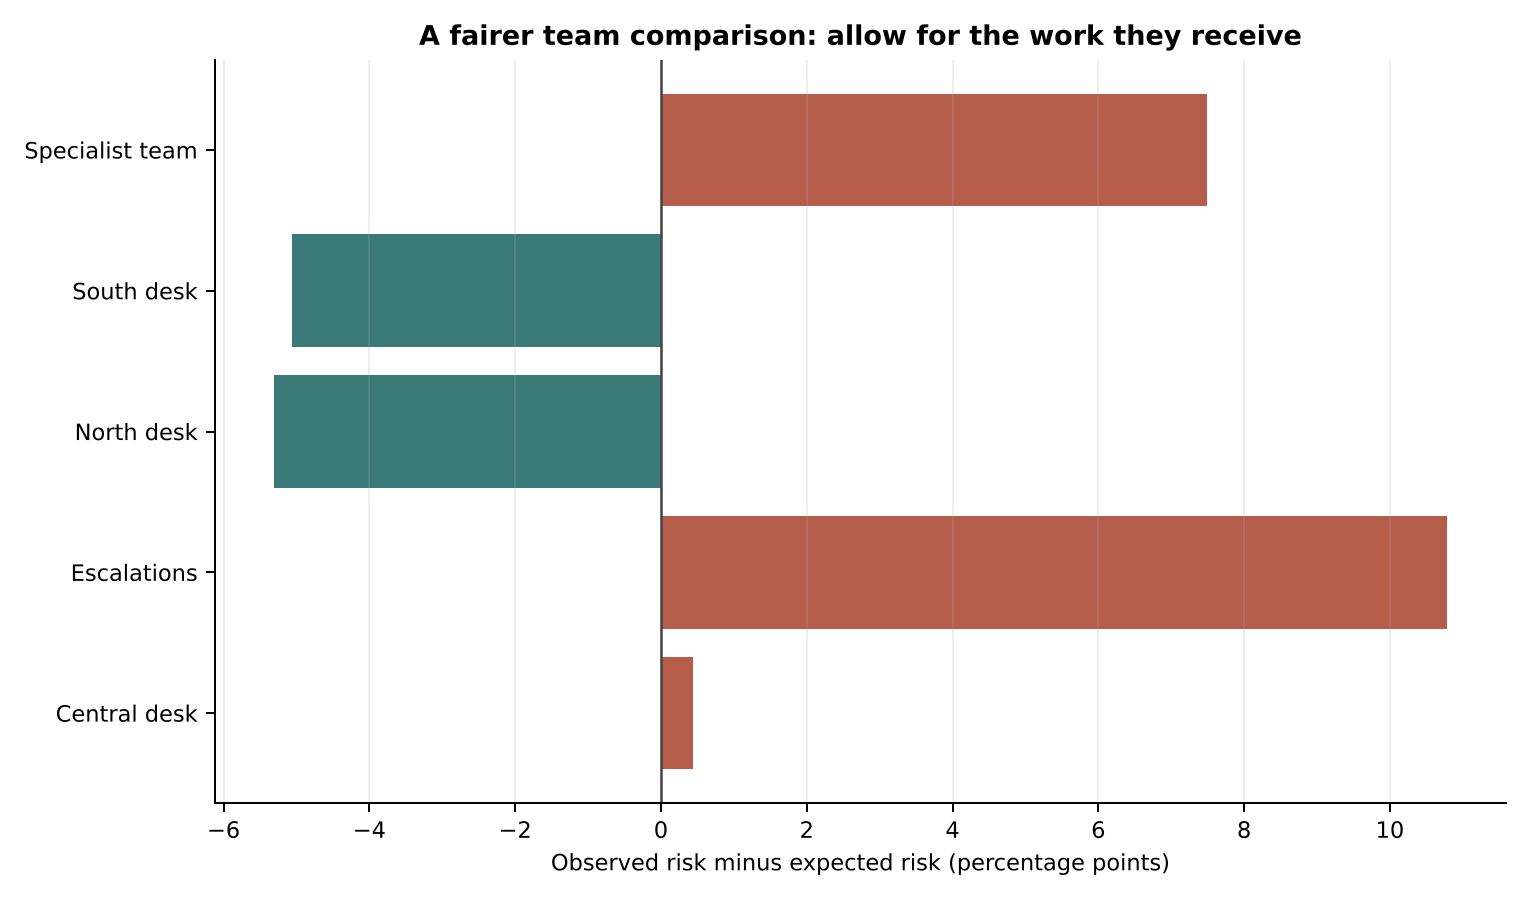 A fairer team comparison: allow for the work they receive
Specialist team
South desk
North desk
Escalations
Central desk
−6 −4 −2 0 2 4 6 8 10
Observed risk minus expected risk (percentage points)